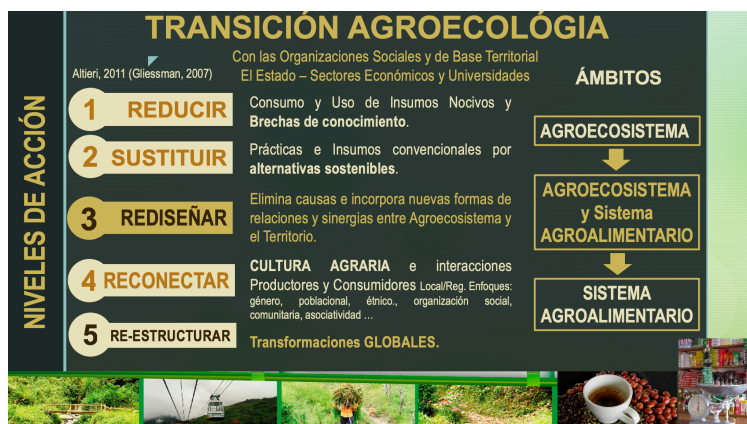 TRANSICIÓN AGROECOLÓGIA
Con las Organizaciones Sociales y de Base Territorial
El Estado – Sectores Económicos y Universidades
Altieri, 2011 (Gliessman, 2007)
NIVELES DE ACCIÓN
1 REDUCIR
Consumo y Uso de Insumos Nocivos y
Brechas de conocimiento.
2 SUSTITUIR
Prácticas e Insumos convencionales por
alternativas sostenibles.
3 REDISEÑAR
Elimina causas e incorpora nuevas formas de
relaciones y sinergias entre Agroecosistema y
el Territorio.
4 RECONECTAR
CULTURA AGRARIA e interacciones
Productores y Consumidores Local/Reg. Enfoques:
género, poblacional, étnico., organización social,
comunitaria, asociatividad ...
5 RE-ESTRUCTURAR
Transformaciones GLOBALES.
ÁMBITOS
AGROECOSISTEMA
AGROECOSISTEMA
y Sistema
AGROALIMENTARIO
SISTEMA
AGROALIMENTARIO